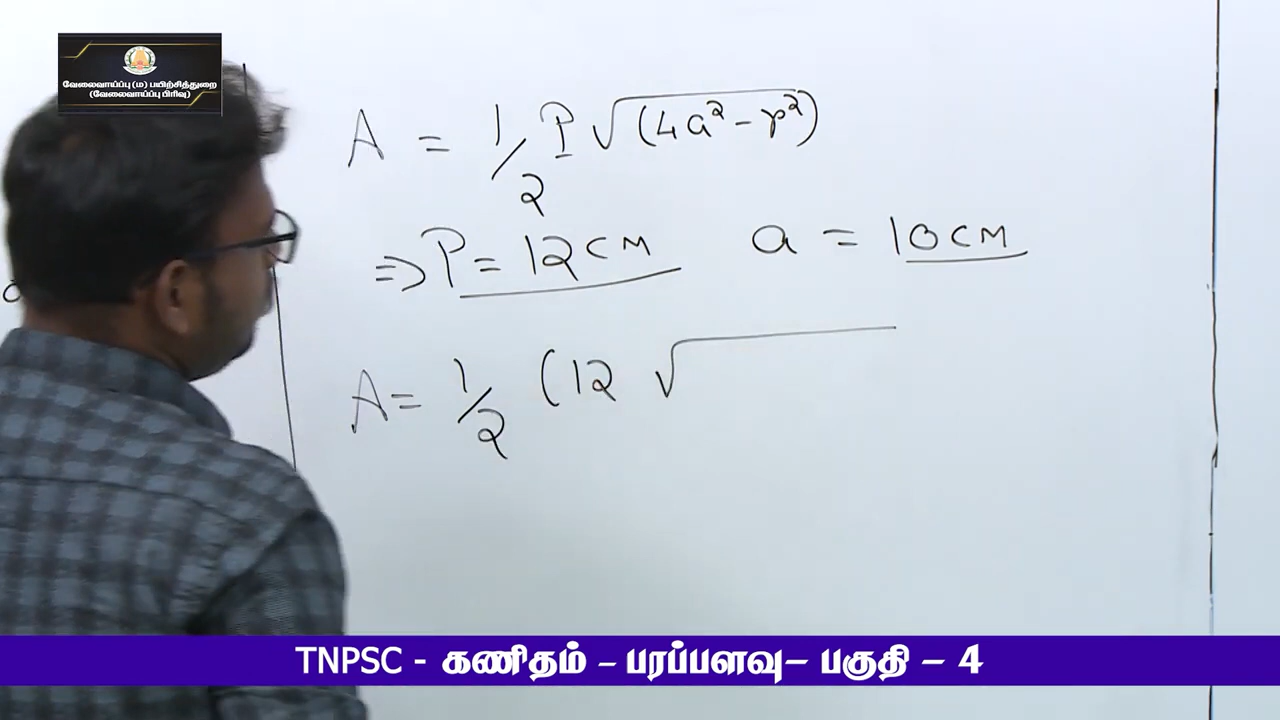 வேலைவாய்ப்பு (ம) பயிற்சித்துறை
(வேலைவாய்ப்பு பிரிவு)
A = 1/2 P √(4a² - p²)
⇒ P = 12 CM a = 10 CM
A = 1/2 (12 √
TNPSC - கணிதம் - பரப்பளவு - பகுதி - 4